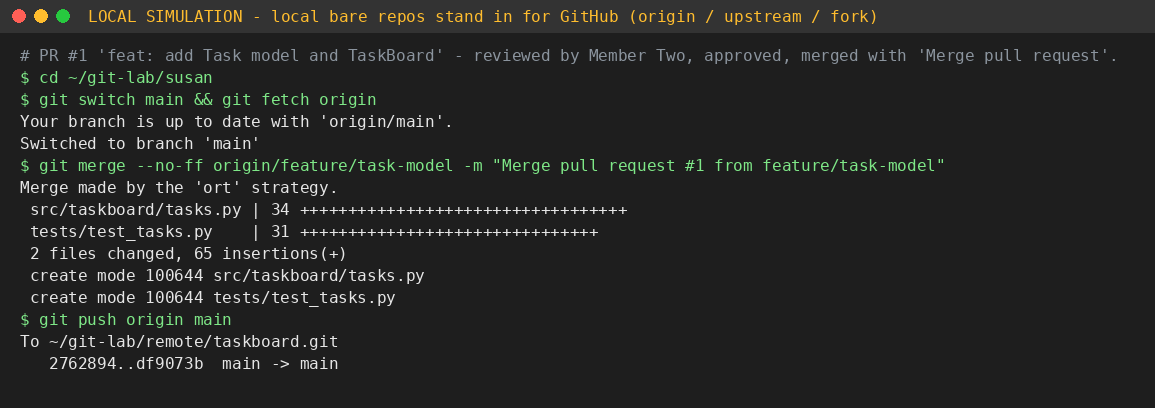 LOCAL SIMULATION - local bare repos stand in for GitHub (origin / upstream / fork)
# PR #1 'feat: add Task model and TaskBoard' - reviewed by Member Two, approved, merged with 'Merge pull request'.
$ cd ~/git-lab/susan
$ git switch main && git fetch origin
Your branch is up to date with 'origin/main'.
Switched to branch 'main'
$ git merge --no-ff origin/feature/task-model -m "Merge pull request #1 from feature/task-model"
Merge made by the 'ort' strategy.
 src/taskboard/tasks.py | 34 ++++++++++++++++++++++++++++++++++
 tests/test_tasks.py    | 31 +++++++++++++++++++++++++++++++
 2 files changed, 65 insertions(+)
 create mode 100644 src/taskboard/tasks.py
 create mode 100644 tests/test_tasks.py
$ git push origin main
To ~/git-lab/remote/taskboard.git
   2762894..df9073b  main -> main